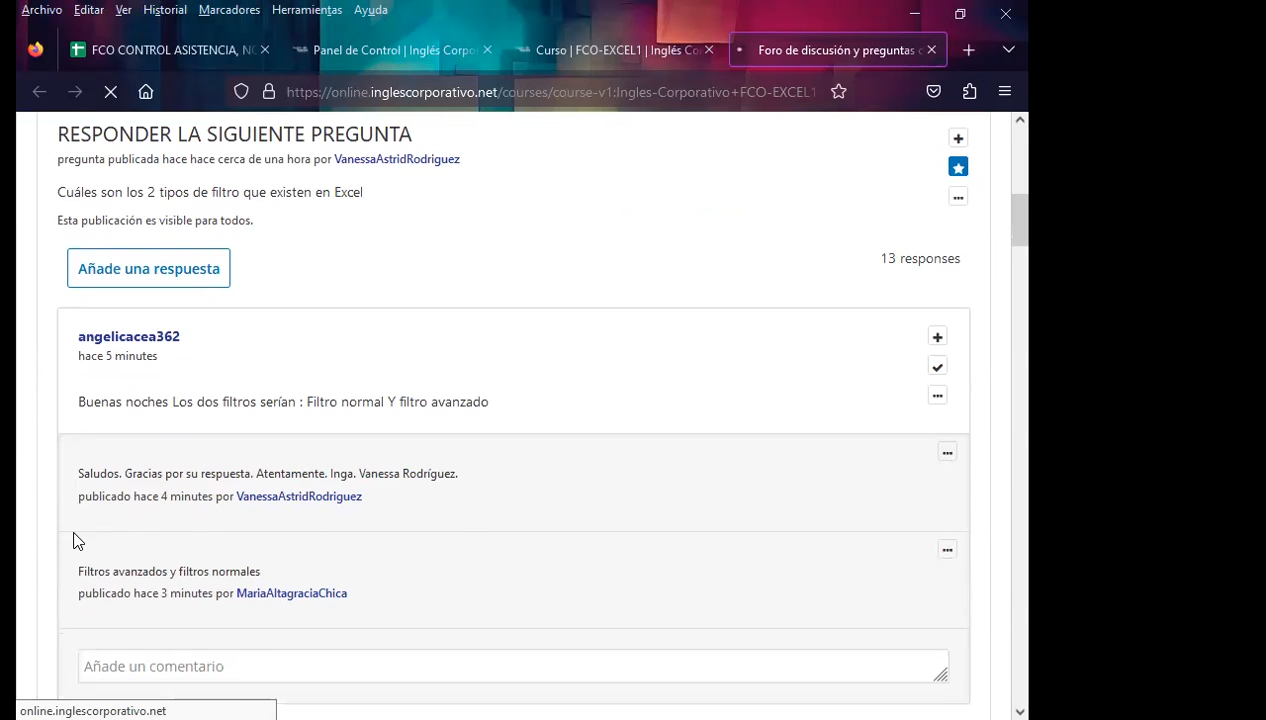 Archivo Editar Ver Historial Marcadores Herramientas Ayuda
FCO CONTROL ASISTENCIA, NO
Panel de Control | Inglés Corpo
Curso | FCO-EXCEL1 | Inglés Co
Foro de discusión y preguntas
https://online.inglescorporativo.net/courses/course-v1:Ingles-Corporativo+FCO-EXCEL1
RESPONDER LA SIGUIENTE PREGUNTA
pregunta publicada hace hace cerca de una hora por VanessaAstridRodriguez
Cuáles son los 2 tipos de filtro que existen en Excel
Esta publicación es visible para todos.
Añade una respuesta
13 responses
angelicacea362
hace 5 minutes
Buenas noches Los dos filtros serían : Filtro normal Y filtro avanzado
Saludos. Gracias por su respuesta. Atentamente. Inga. Vanessa Rodríguez.
publicado hace 4 minutes por VanessaAstridRodriguez
Filtros avanzados y filtros normales
publicado hace 3 minutes por MariaAltagraciaChica
Añade un comentario
online.inglescorporativo.net